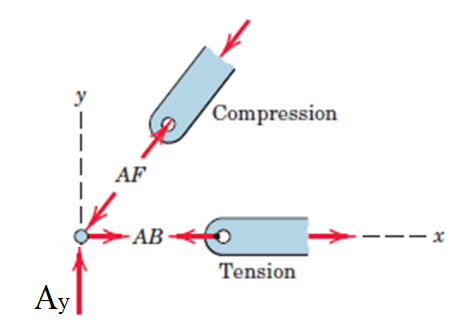 y
Compression
AF
AB
x
Tension
Ay